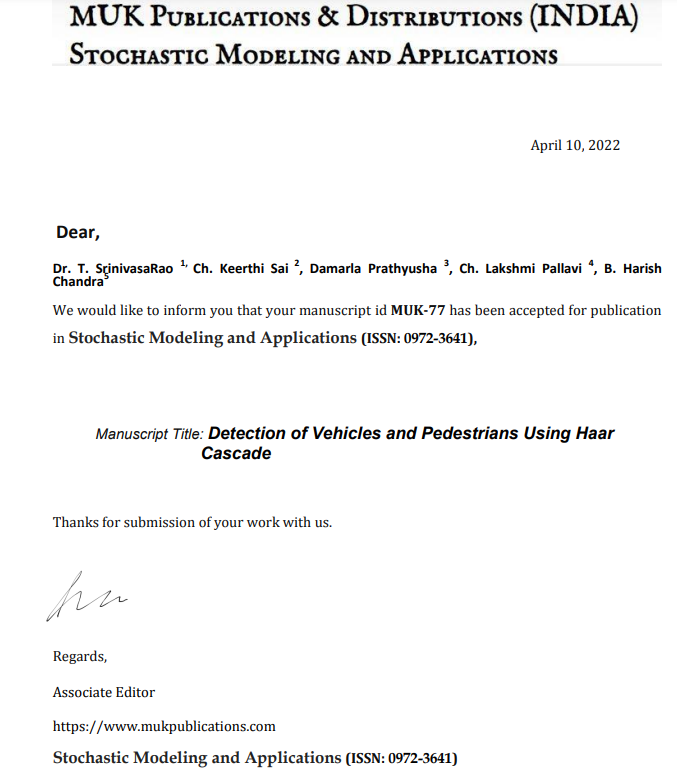 MUK PUBLICATIONS & DISTRIBUTIONS (INDIA)
STOCHASTIC MODELING AND APPLICATIONS
April 10, 2022
Dear,
Dr. T. SrinivasaRao 1, Ch. Keerthi Sai 2, Damarla Prathyusha 3, Ch. Lakshmi Pallavi 4, B. Harish
Chandra5
We would like to inform you that your manuscript id MUK-77 has been accepted for publication
in Stochastic Modeling and Applications (ISSN: 0972-3641),
Manuscript Title: Detection of Vehicles and Pedestrians Using Haar
Cascade
Thanks for submission of your work with us.
Regards,
Associate Editor
https://www.mukpublications.com
Stochastic Modeling and Applications (ISSN: 0972-3641)